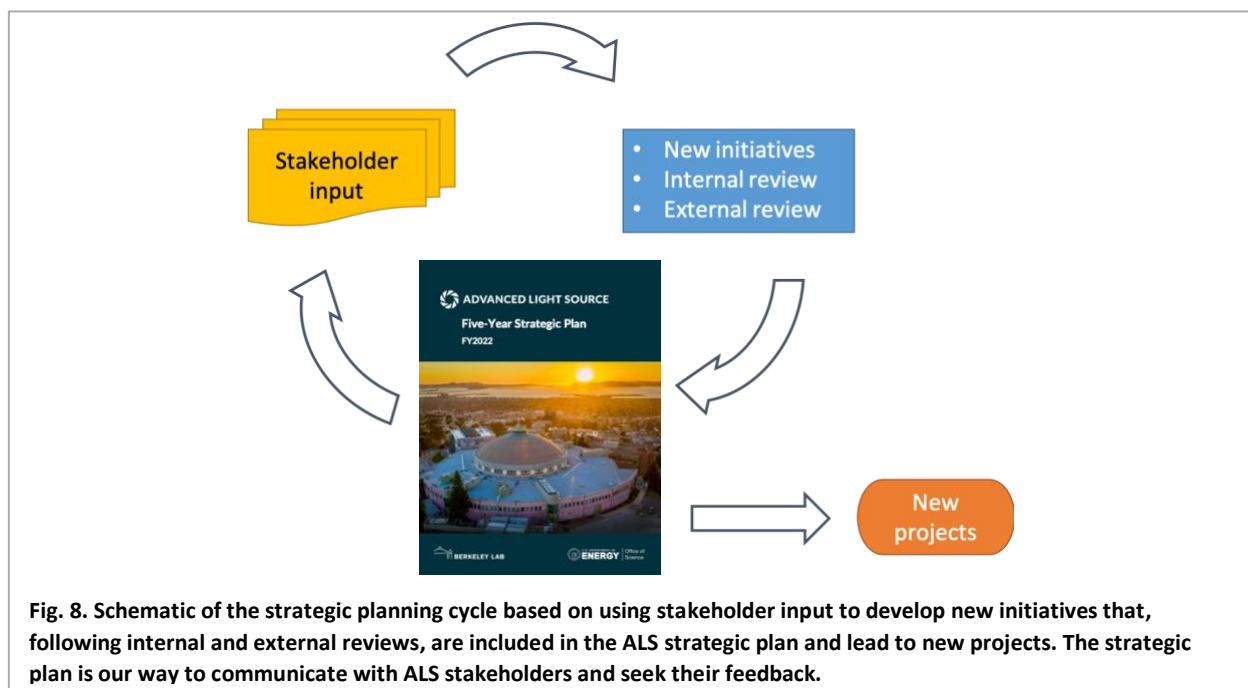 Stakeholder
input
• New initiatives
• Internal review
• External review
ADVANCED LIGHT SOURCE
Five-Year Strategic Plan
FY2022
BERKELEY LAB
U.S. DEPARTMENT OF
ENERGY
Office of
Science
New
projects
Fig. 8. Schematic of the strategic planning cycle based on using stakeholder input to develop new initiatives that,
following internal and external reviews, are included in the ALS strategic plan and lead to new projects. The strategic
plan is our way to communicate with ALS stakeholders and seek their feedback.